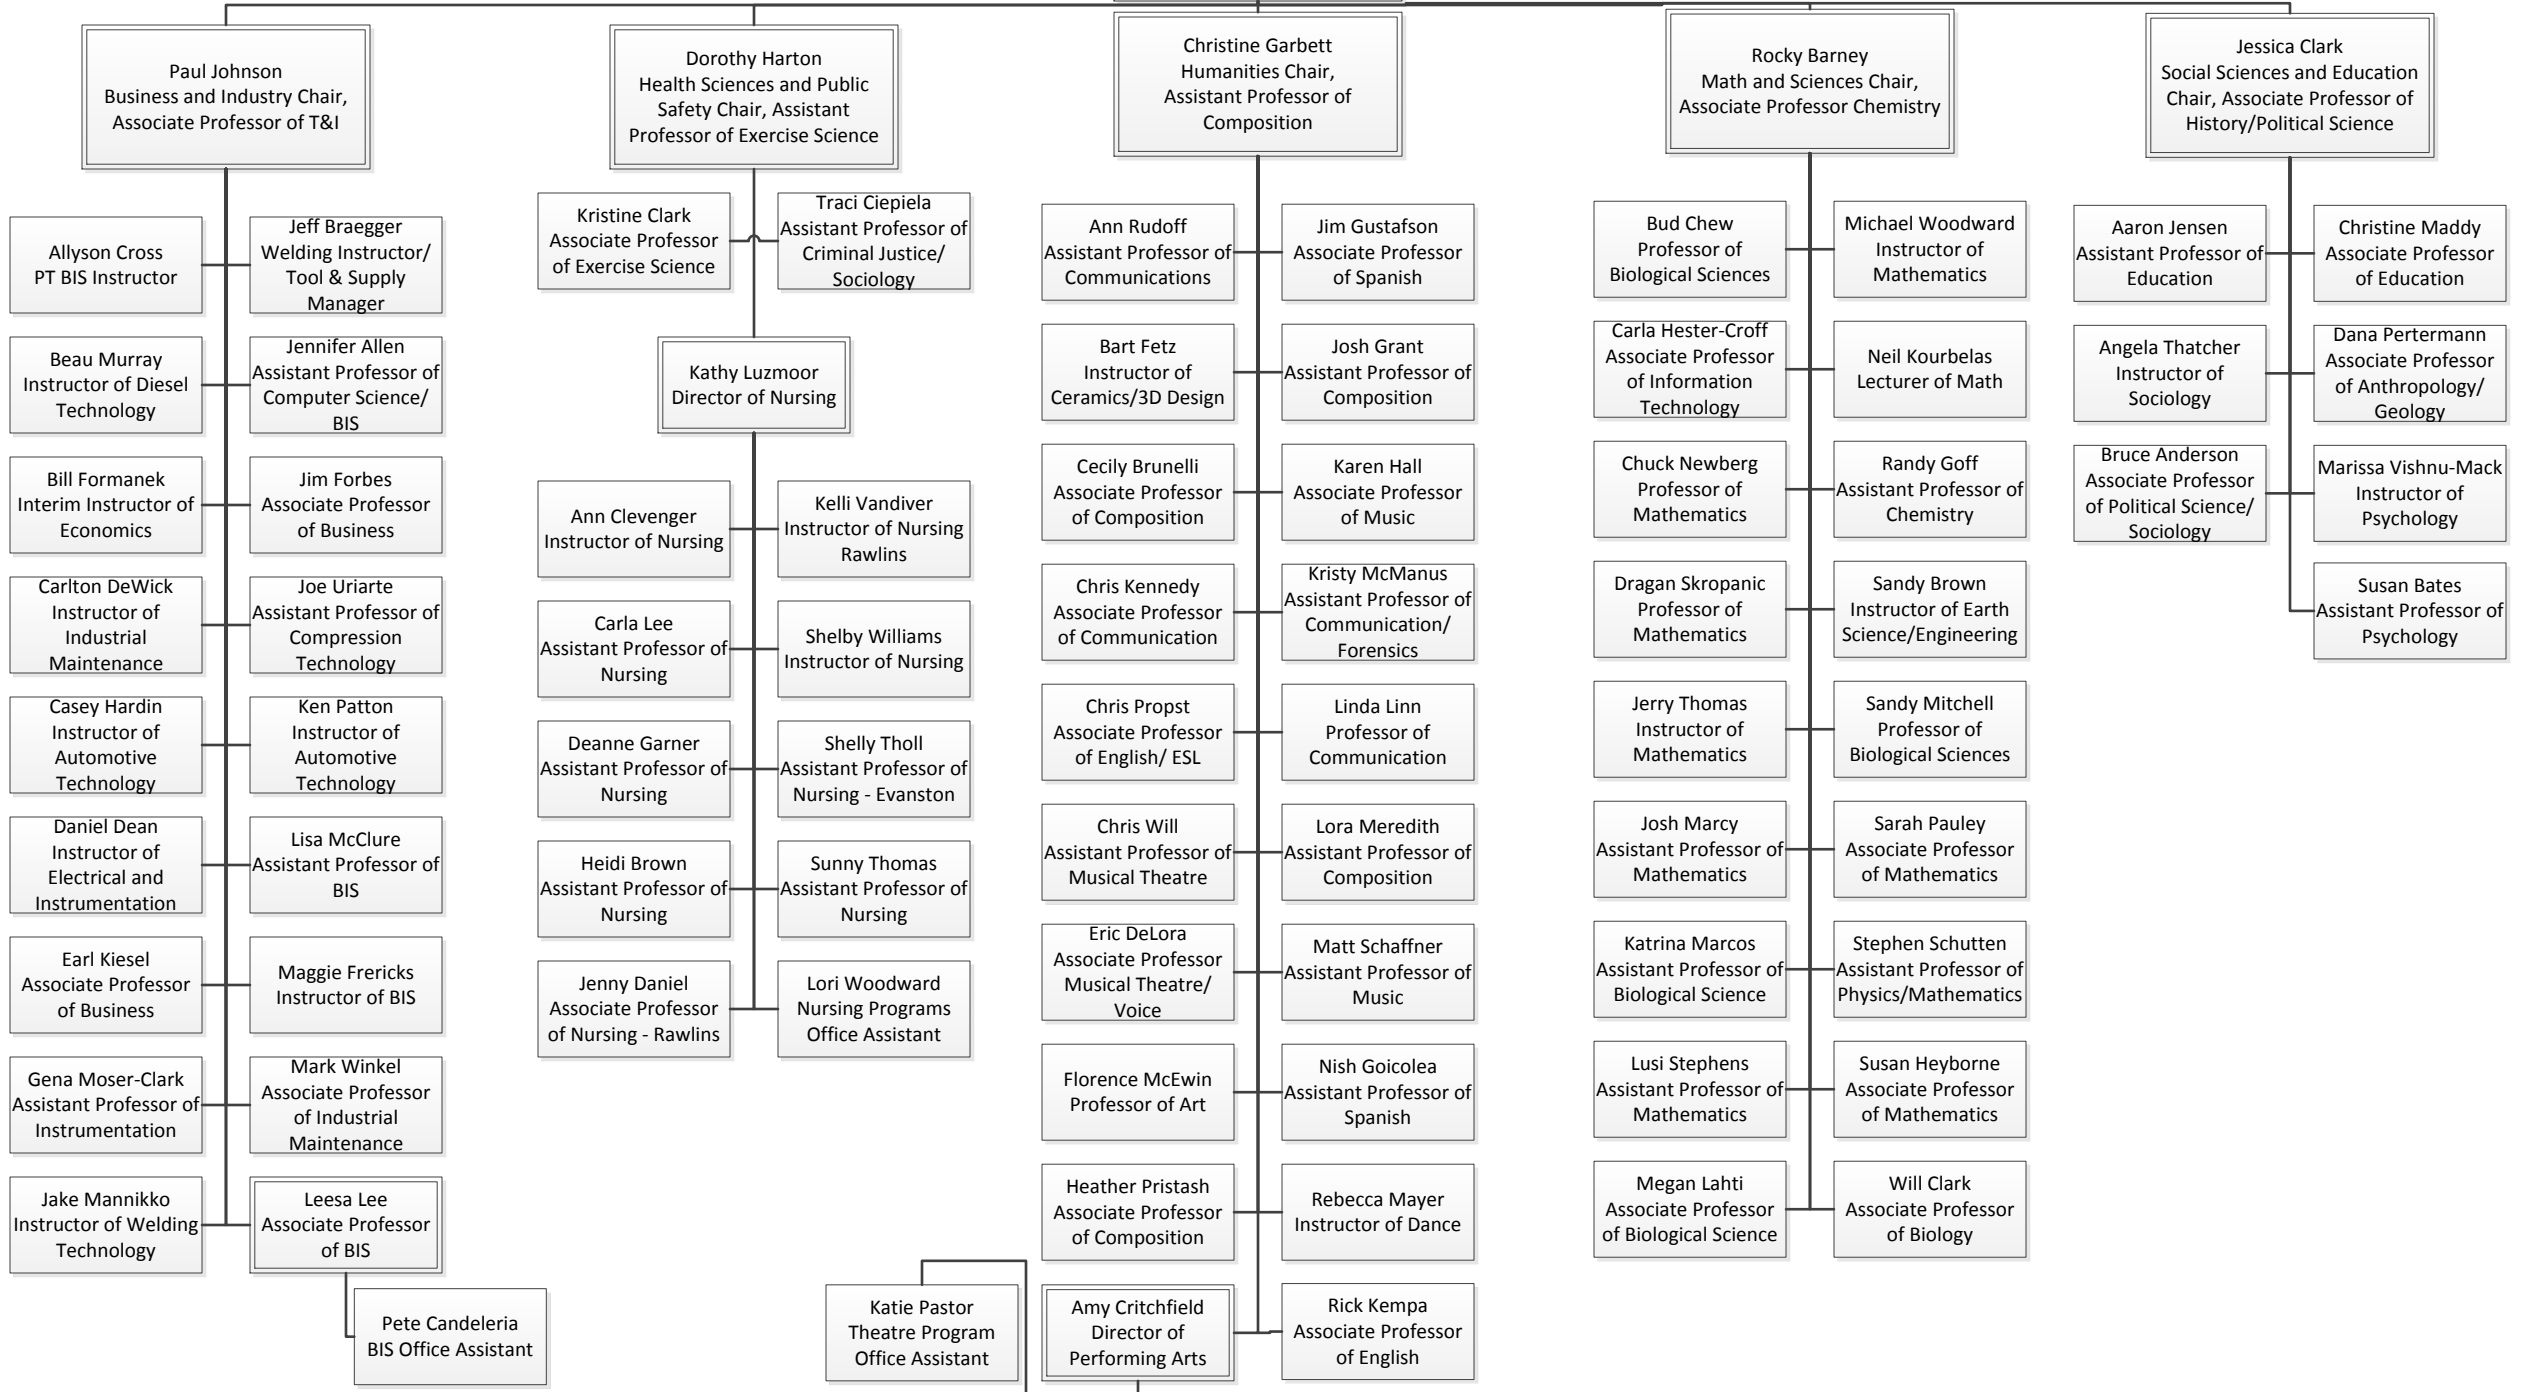 Paul Johnson
Business and Industry Chair,
Associate Professor of T&I
Allyson Cross
PT BIS Instructor
Jeff Braegger
Welding Instructor/
Tool & Supply
Manager
Beau Murray
Instructor of Diesel
Technology
Jennifer Allen
Assistant Professor of
Computer Science/
BIS
Bill Formanek
Interim Instructor of
Economics
Jim Forbes
Associate Professor
of Business
Carlton DeWick
Instructor of
Industrial
Maintenance
Joe Uriarte
Assistant Professor of
Compression
Technology
Casey Hardin
Instructor of
Automotive
Technology
Ken Patton
Instructor of
Automotive
Technology
Daniel Dean
Instructor of
Electrical and
Instrumentation
Lisa McClure
Assistant Professor of
BIS
Earl Kiesel
Associate Professor
of Business
Maggie Frericks
Instructor of BIS
Gena Moser-Clark
Assistant Professor of
Instrumentation
Mark Winkel
Associate Professor
of Industrial
Maintenance
Jake Mannikko
Instructor of Welding
Technology
Leesa Lee
Associate Professor
of BIS
Pete Candeleria
BIS Office Assistant
Dorothy Harton
Health Sciences and Public
Safety Chair, Assistant
Professor of Exercise Science
Kristine Clark
Associate Professor
of Exercise Science
Traci Ciepiela
Assistant Professor of
Criminal Justice/
Sociology
Kathy Luzmoor
Director of Nursing
Ann Clevenger
Instructor of Nursing
Kelli Vandiver
Instructor of Nursing
Rawlins
Carla Lee
Assistant Professor of
Nursing
Shelby Williams
Instructor of Nursing
Deanne Garner
Assistant Professor of
Nursing
Shelly Tholl
Assistant Professor of
Nursing - Evanston
Heidi Brown
Assistant Professor of
Nursing
Sunny Thomas
Assistant Professor of
Nursing
Jenny Daniel
Associate Professor
of Nursing - Rawlins
Lori Woodward
Nursing Programs
Office Assistant
Christine Garbett
Humanities Chair,
Assistant Professor of
Composition
Ann Rudoff
Assistant Professor of
Communications
Jim Gustafson
Associate Professor
of Spanish
Bart Fetz
Instructor of
Ceramics/3D Design
Josh Grant
Assistant Professor of
Composition
Cecily Brunelli
Associate Professor
of Composition
Karen Hall
Associate Professor
of Music
Chris Kennedy
Associate Professor
of Communication
Kristy McManus
Assistant Professor of
Communication/
Forensics
Chris Propst
Associate Professor
of English/ ESL
Linda Linn
Professor of
Communication
Chris Will
Assistant Professor of
Musical Theatre
Lora Meredith
Assistant Professor of
Composition
Eric DeLora
Associate Professor
Musical Theatre/
Voice
Matt Schaffner
Assistant Professor of
Music
Florence McEwin
Professor of Art
Nish Goicolea
Assistant Professor of
Spanish
Heather Pristash
Associate Professor
of Composition
Rebecca Mayer
Instructor of Dance
Katie Pastor
Theatre Program
Office Assistant
Amy Critchfield
Director of
Performing Arts
Rick Kempa
Associate Professor
of English
Rocky Barney
Math and Sciences Chair,
Associate Professor Chemistry
Bud Chew
Professor of
Biological Sciences
Michael Woodward
Instructor of
Mathematics
Carla Hester-Croff
Associate Professor
of Information
Technology
Neil Kourbelas
Lecturer of Math
Chuck Newberg
Professor of
Mathematics
Randy Goff
Assistant Professor of
Chemistry
Dragan Skropanic
Professor of
Mathematics
Sandy Brown
Instructor of Earth
Science/Engineering
Jerry Thomas
Instructor of
Mathematics
Sandy Mitchell
Professor of
Biological Sciences
Josh Marcy
Assistant Professor of
Mathematics
Sarah Pauley
Associate Professor
of Mathematics
Katrina Marcos
Assistant Professor of
Biological Science
Stephen Schutten
Assistant Professor of
Physics/Mathematics
Lusi Stephens
Assistant Professor of
Mathematics
Susan Heyborne
Associate Professor
of Mathematics
Megan Lahti
Associate Professor
of Biological Science
Will Clark
Associate Professor
of Biology
Jessica Clark
Social Sciences and Education
Chair, Associate Professor of
History/Political Science
Aaron Jensen
Assistant Professor of
Education
Christine Maddy
Associate Professor
of Education
Angela Thatcher
Instructor of
Sociology
Dana Pertermann
Associate Professor
of Anthropology/
Geology
Bruce Anderson
Associate Professor
of Political Science/
Sociology
Marissa Vishnu-Mack
Instructor of
Psychology
Susan Bates
Assistant Professor of
Psychology